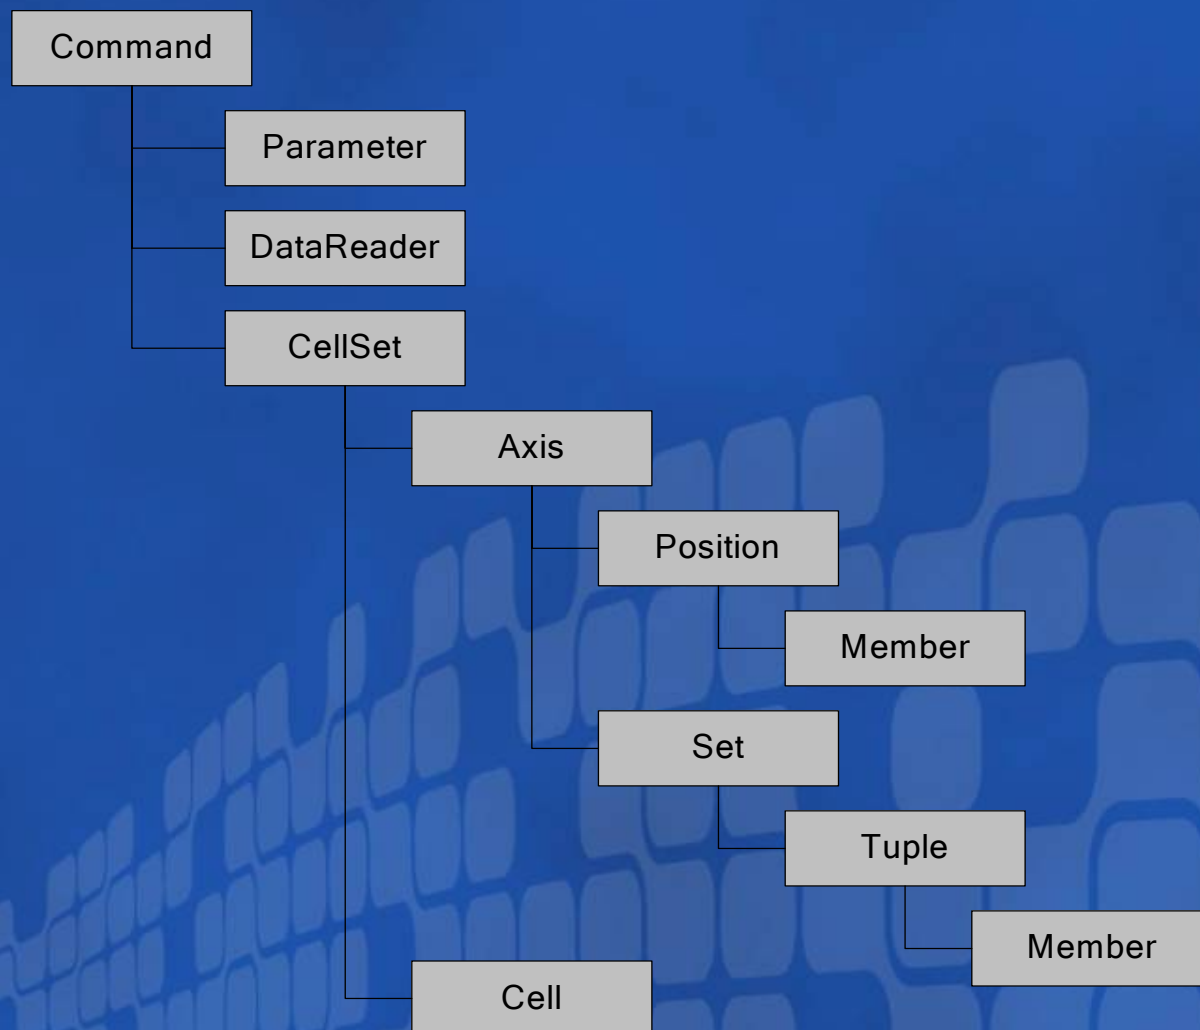 Command
Parameter
DataReader
CellSet
Axis
Position
Member
Set
Tuple
Member
Cell